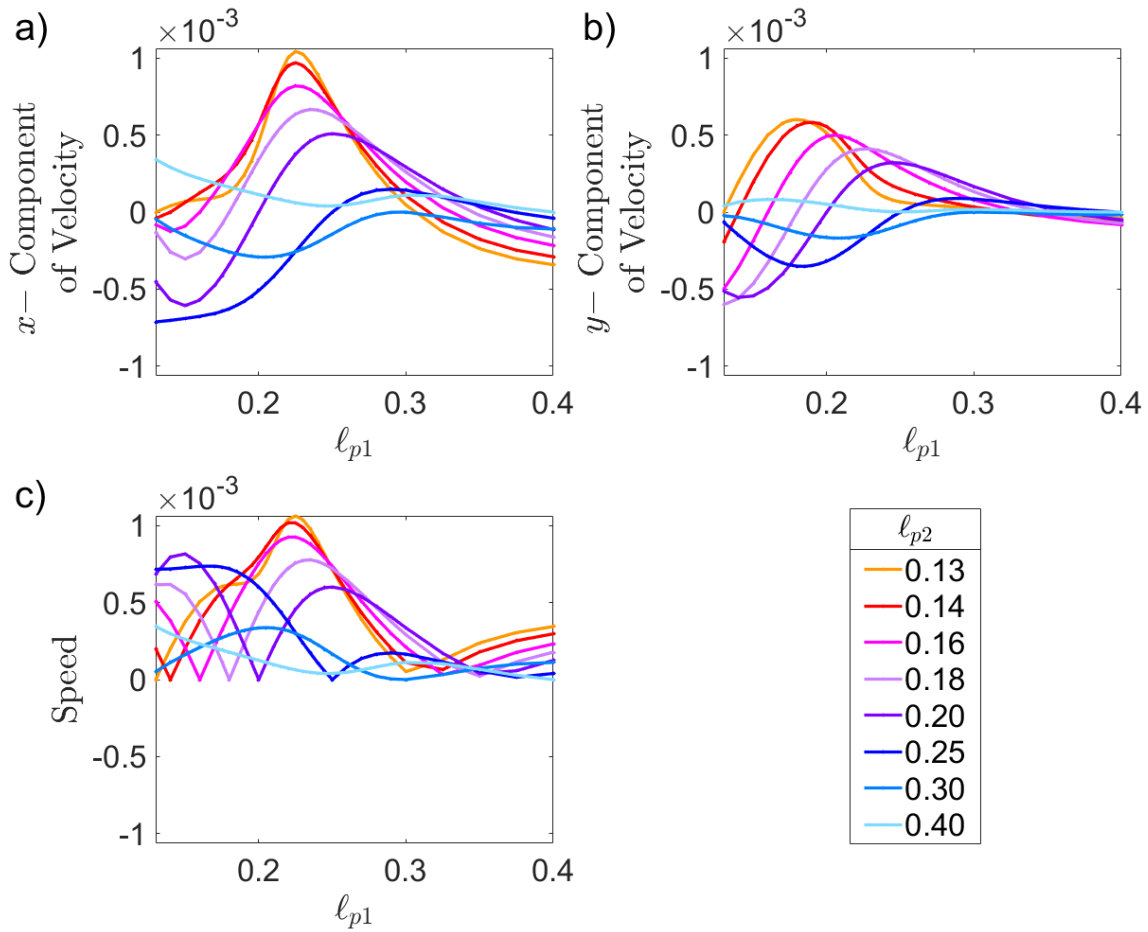 a)
×10⁻³
1
0.5
0
-0.5
-1
x− Component
of Velocity
0.2
0.3
0.4
ℓp1
b)
×10⁻³
1
0.5
0
-0.5
-1
y− Component
of Velocity
0.2
0.3
0.4
ℓp1
c)
×10⁻³
1
0.5
0
-0.5
-1
Speed
0.2
0.3
0.4
ℓp1
ℓp2
0.13
0.14
0.16
0.18
0.20
0.25
0.30
0.40